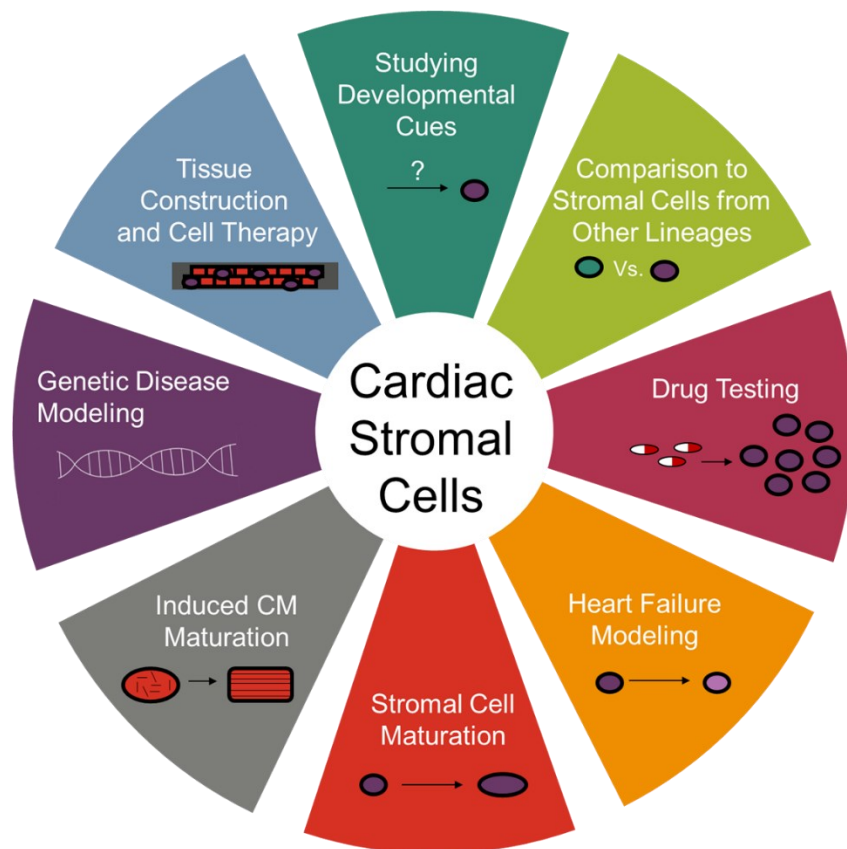 Studying
Developmental
Cues
?
Comparison to
Stromal Cells from
Other Lineages
Vs.
Drug Testing
Heart Failure
Modeling
Stromal Cell
Maturation
Induced CM
Maturation
Genetic Disease
Modeling
Tissue
Construction
and Cell Therapy
Cardiac
Stromal
Cells